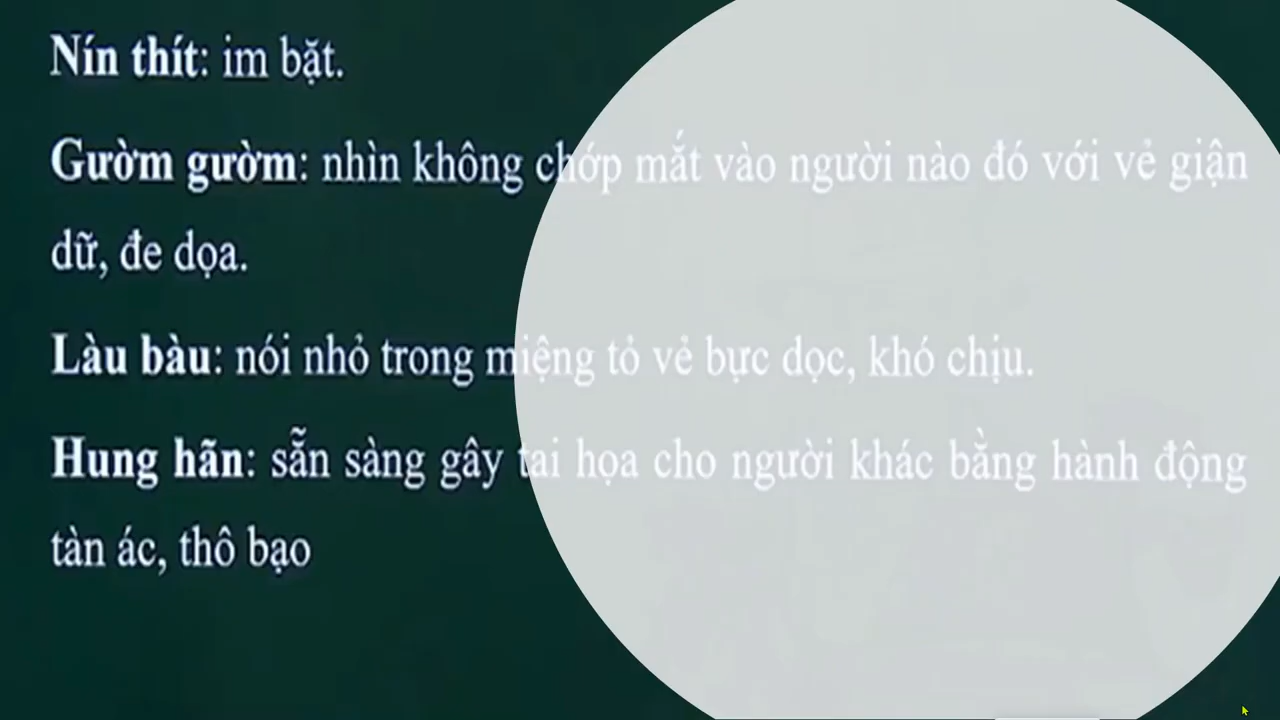 Nín thít: im bặt.
Gườm gườm: nhìn không chớp mắt vào người nào đó với vẻ giận
dữ, đe dọa.
Làu bàu: nói nhỏ trong miệng tỏ vẻ bực dọc, khó chịu.
Hung hãn: sẵn sàng gây tai họa cho người khác bằng hành động
tàn ác, thô bạo